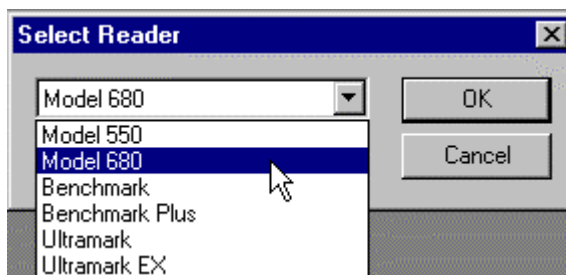 Select Reader
Model 680
OK
Model 550
Model 680
Cancel
Benchmark
Benchmark Plus
Ultramark
Ultramark EX